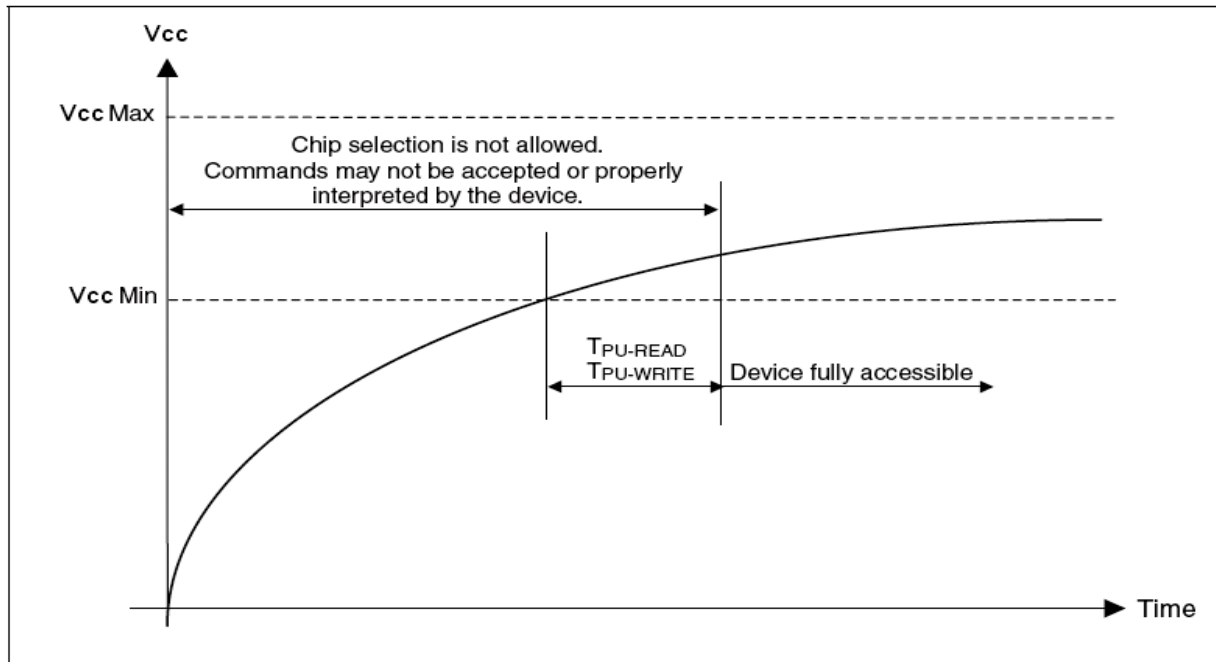 Vcc
Vcc Max
Chip selection is not allowed.
Commands may not be accepted or properly
interpreted by the device.
Vcc Min
TPU-READ
TPU-WRITE
Device fully accessible
Time